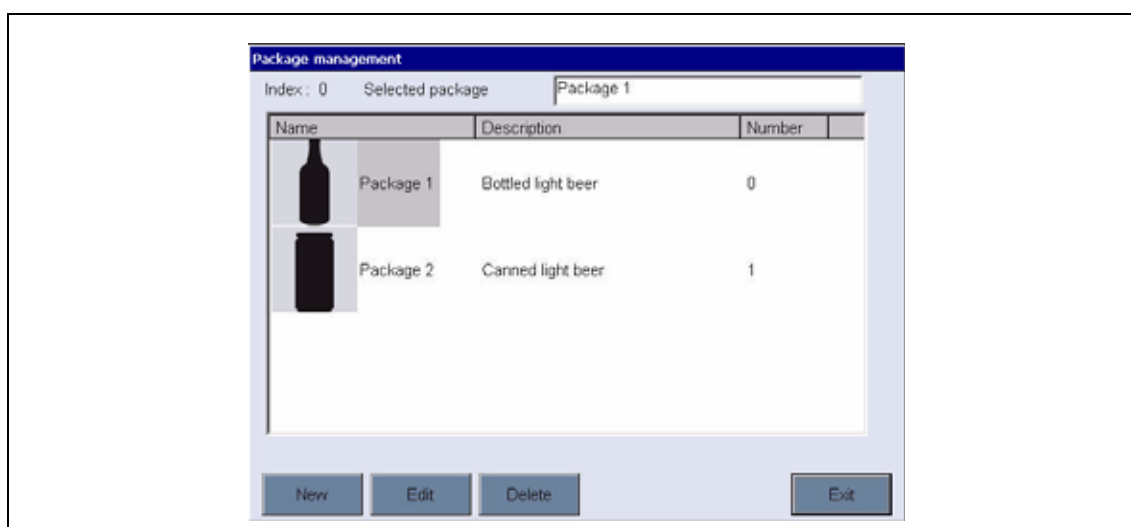 Package management
Index : 0 Selected package Package 1
Name Description Number
Package 1 Bottled light beer 0
Package 2 Canned light beer 1
New Edit Delete Exit